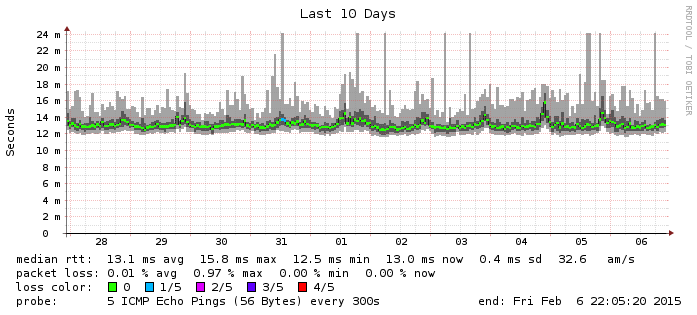 Last 10 Days
RRDTOOL / TOBI OETIKER
Seconds
24 m
22 m
20 m
18 m
16 m
14 m
12 m
10 m
8 m
6 m
4 m
2 m
0
28 29 30 31 01 02 03 04 05 06
median rtt: 13.1 ms avg 15.8 ms max 12.5 ms min 13.0 ms now 0.4 ms sd 32.6 am/s
packet loss: 0.01 % avg 0.97 % max 0.00 % min 0.00 % now
loss color: 0 1/5 2/5 3/5 4/5
probe: 5 ICMP Echo Pings (56 Bytes) every 300s end: Fri Feb 6 22:05:20 2015